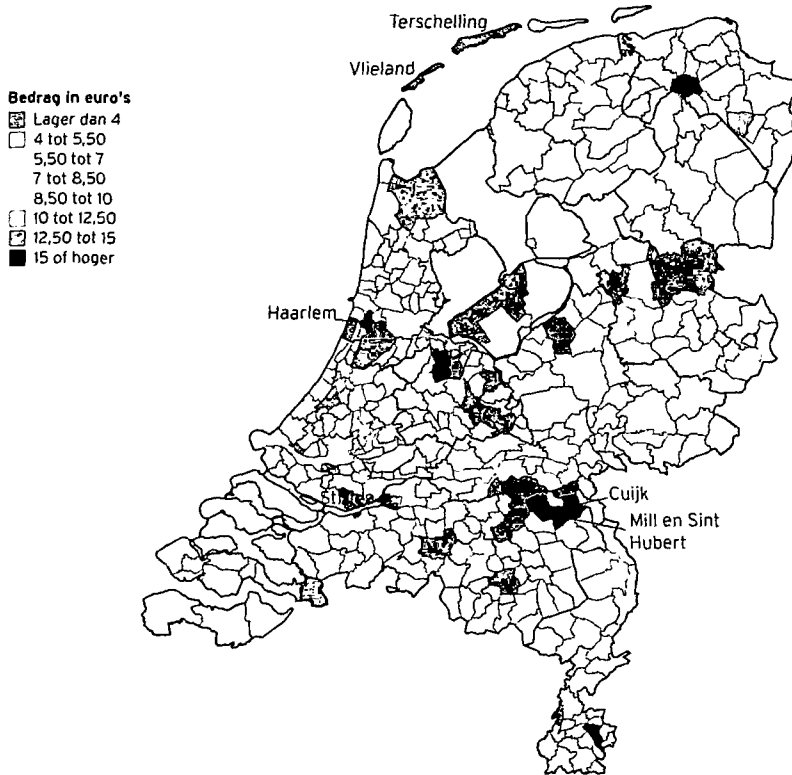 Terschelling
Vlieland
Bedrag in euro's
Lager dan 4
4 tot 5,50
5,50 tot 7
7 tot 8,50
8,50 tot 10
10 tot 12,50
12,50 tot 15
15 of hoger
Haarlem
Cuijk
Mill en Sint
Hubert